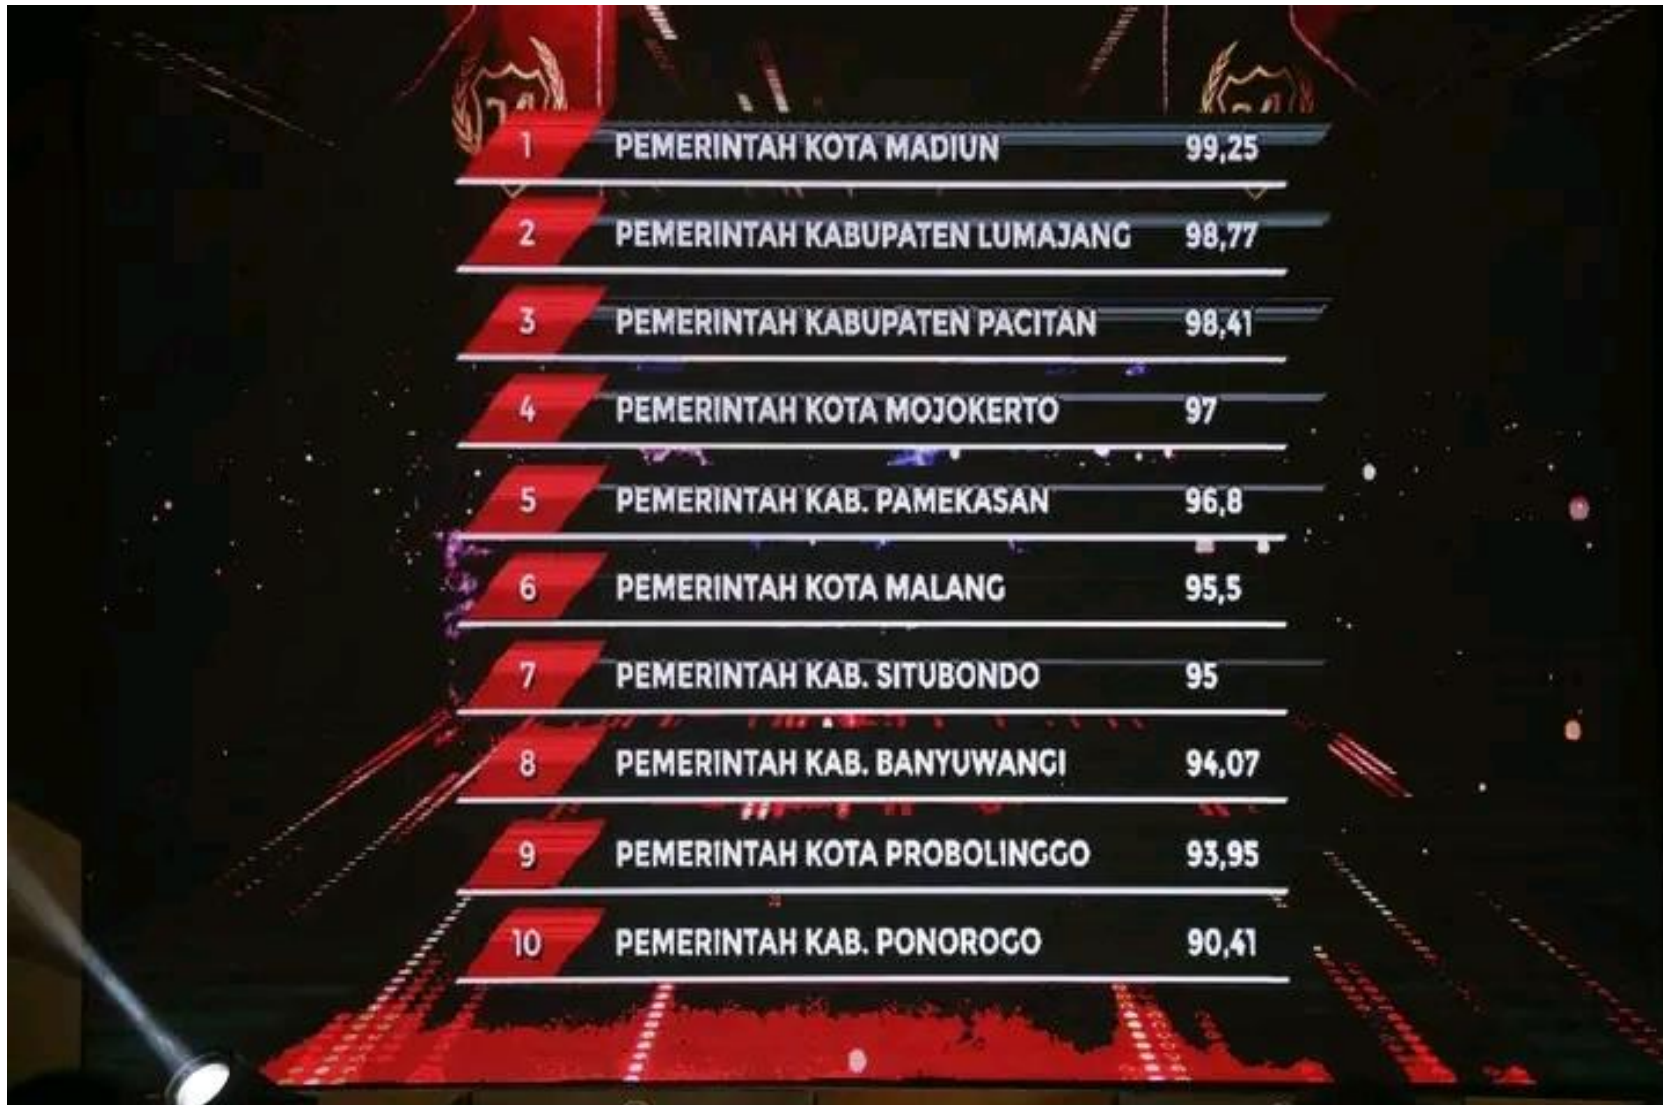 1 PEMERINTAH KOTA MADIUN 99,25
2 PEMERINTAH KABUPATEN LUMAJANG 98,77
3 PEMERINTAH KABUPATEN PACITAN 98,41
4 PEMERINTAH KOTA MOJOKERTO 97
5 PEMERINTAH KAB. PAMEKASAN 96,8
6 PEMERINTAH KOTA MALANG 95,5
7 PEMERINTAH KAB. SITUBONDO 95
8 PEMERINTAH KAB. BANYUWANGI 94,07
9 PEMERINTAH KOTA PROBOLINGGO 93,95
10 PEMERINTAH KAB. PONOROGO 90,41